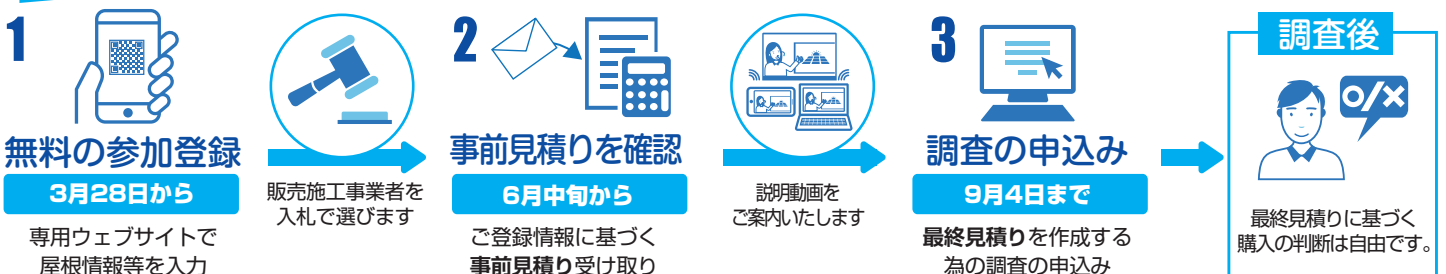 1
無料の参加登録
3月28日から
専用ウェブサイトで
屋根情報等を入力
販売施工事業者を
入札で選びます
2
事前見積りを確認
6月中旬から
ご登録情報に基づく
事前見積り受け取り
説明動画を
ご案内いたします
3
調査の申込み
9月4日まで
最終見積りを作成する
為の調査の申込み
調査後
o/×
最終見積りに基づく
購入の判断は自由です。